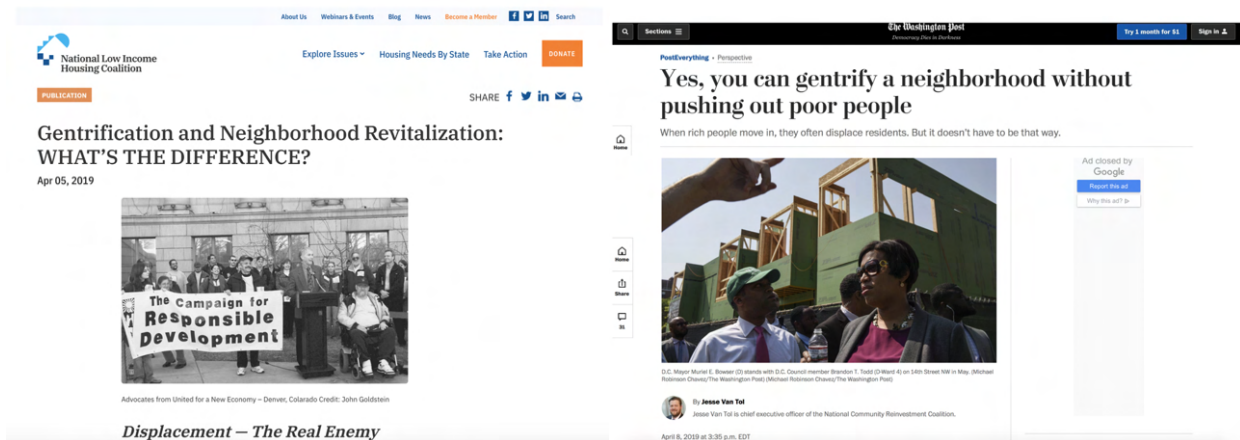 About Us Webinars & Events Blog News Become a Member Search
National Low Income
Housing Coalition
Explore Issues Housing Needs By State Take Action DONATE
PUBLICATION
SHARE
Gentrification and Neighborhood Revitalization:
WHAT'S THE DIFFERENCE?
Apr 05, 2019
The Campaign for
Responsible
Development
Advocates from United for a New Economy – Denver, Colarado Credit: John Goldstein
Displacement — The Real Enemy
Sections
The Washington Post
Democracy Dies in Darkness
Try 1 month for $1
Sign in
PostEverything • Perspective
Yes, you can gentrify a neighborhood without
pushing out poor people
When rich people move in, they often displace residents. But it doesn't have to be that way.
Home
Ad closed by
Google
Report this ad
Why this ad?
Home
Share
D.C. Mayor Muriel E. Bowser (D) stands with D.C. Council member Brandon T. Todd (D-Ward 4) on 14th Street NW in May. (Michael
Robinson Chavez/The Washington Post) (Michael Robinson Chavez/The Washington Post)
By Jesse Van Tol
Jesse Van Tol is chief executive officer of the National Community Reinvestment Coalition.
April 8, 2019 at 3:35 p.m. EDT